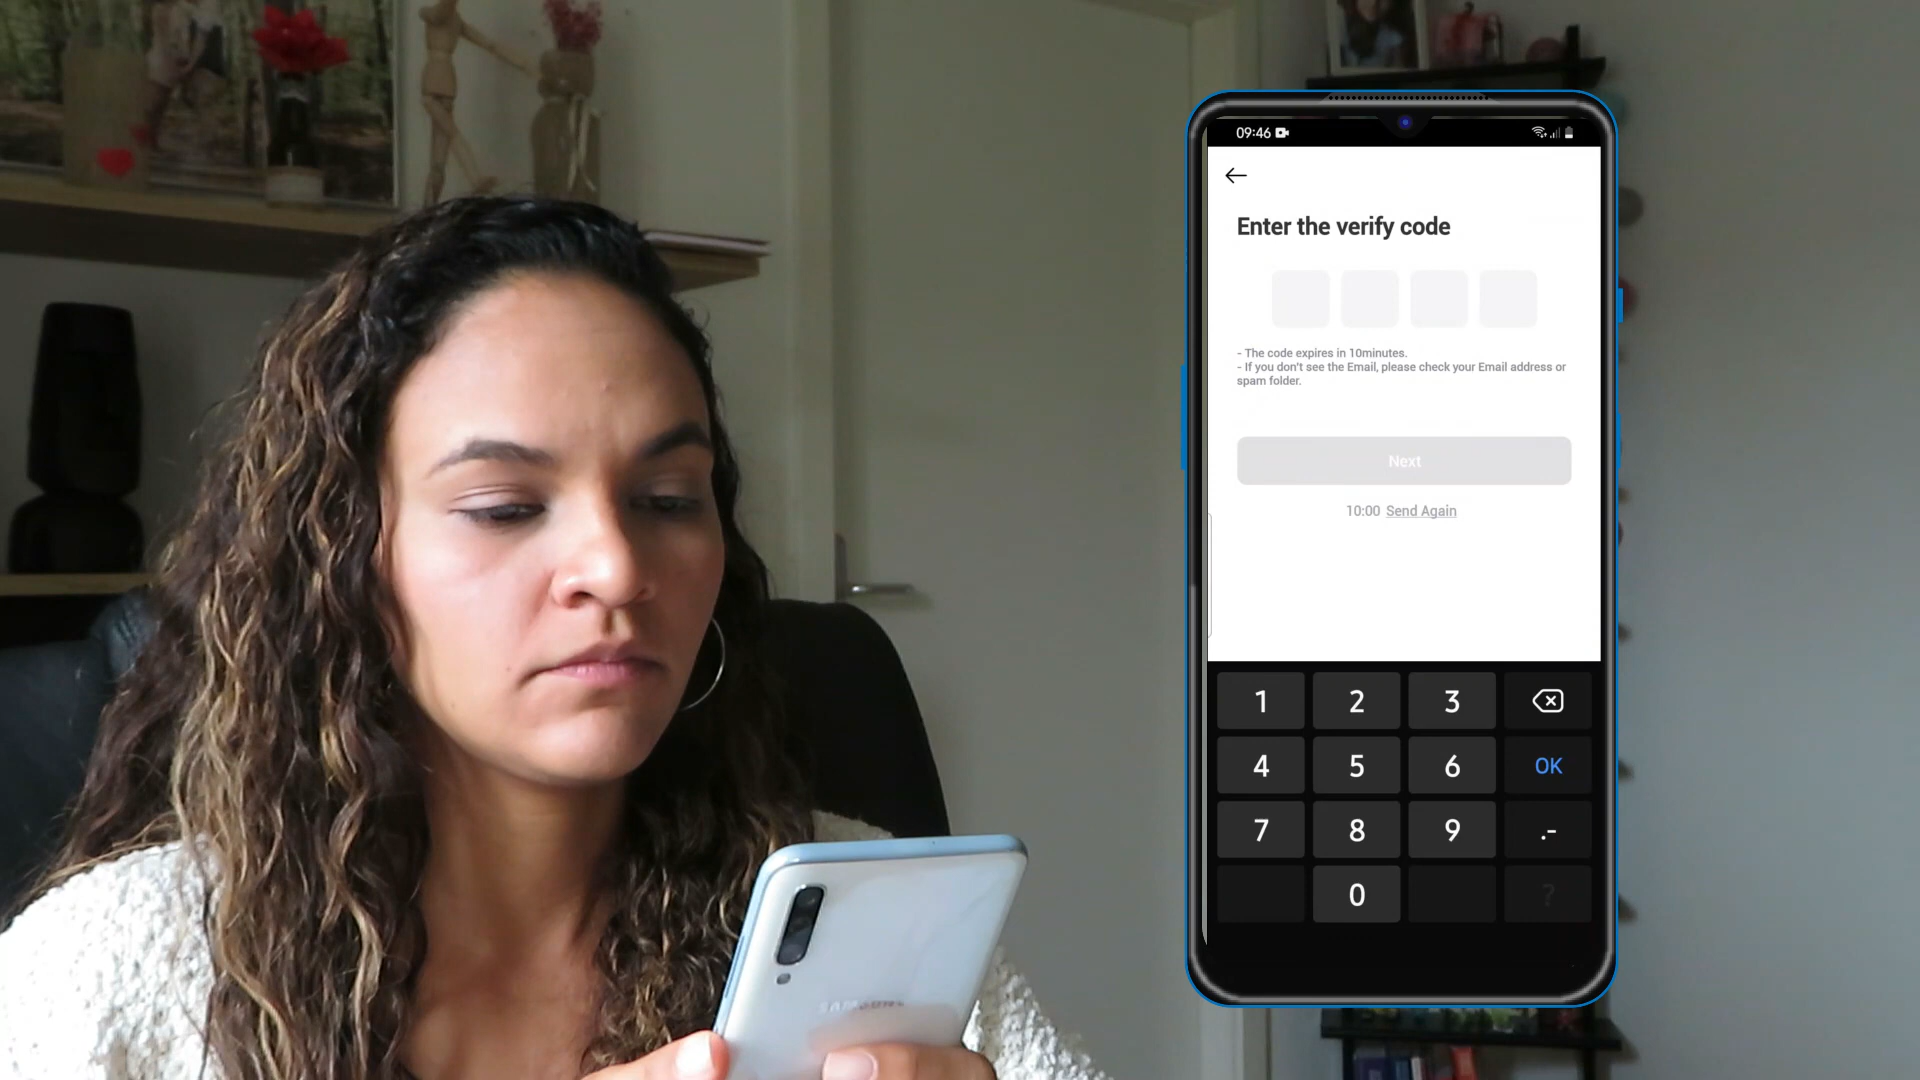 09:46
Enter the verify code
- The code expires in 10minutes.
- If you don't see the Email, please check your Email address or
spam folder.
Next
10:00 Send Again
1 2 3
4 5 6 OK
7 8 9 .-
0 ?
SAMSUNG